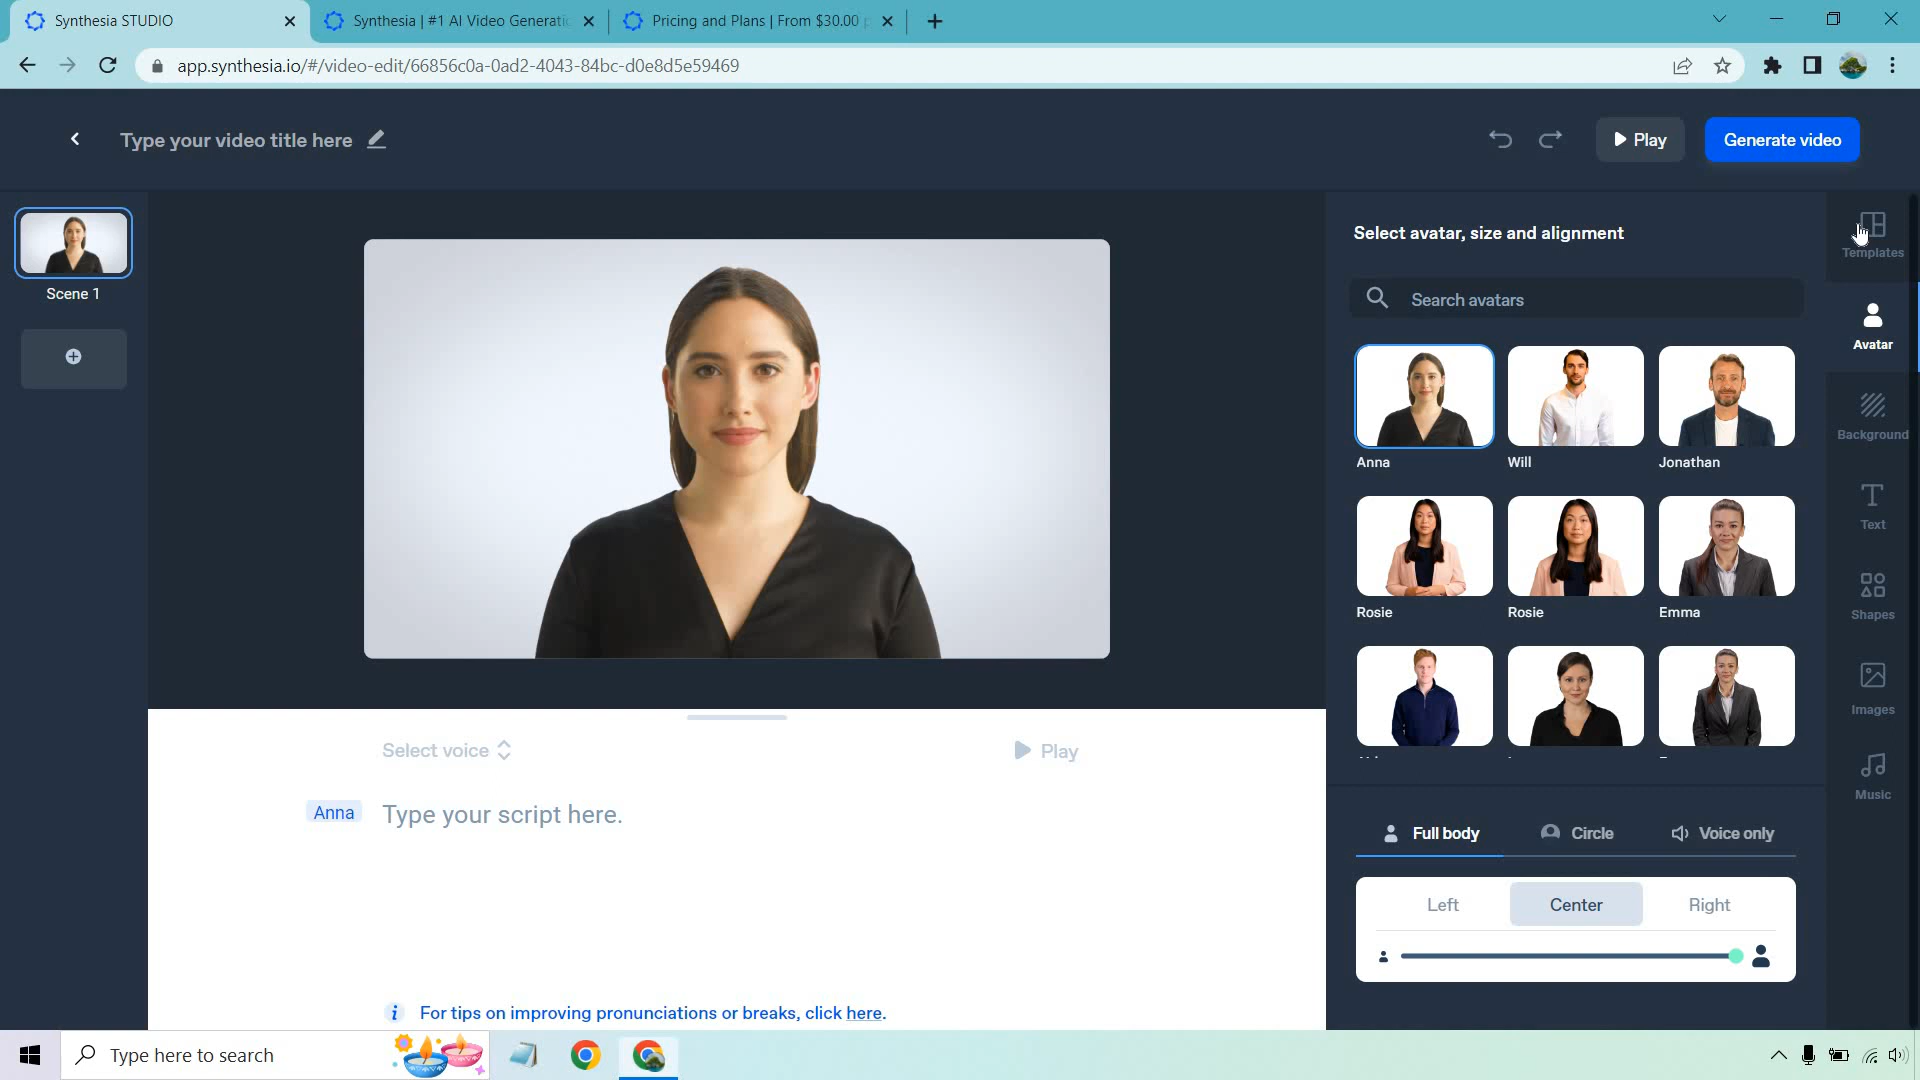 Synthesia STUDIO
Synthesia | #1 AI Video Generatic
Pricing and Plans | From $30.00 p
app.synthesia.io/#/video-edit/66856c0a-0ad2-4043-84bc-d0e8d5e59469
Type your video title here
Play
Generate video
Scene 1
Select avatar, size and alignment
Search avatars
Anna
Will
Jonathan
Rosie
Rosie
Emma
Templates
Avatar
Background
Text
Shapes
Images
Music
Full body
Circle
Voice only
Left
Center
Right
Select voice
Play
Anna
Type your script here.
For tips on improving pronunciations or breaks, click here.
Type here to search